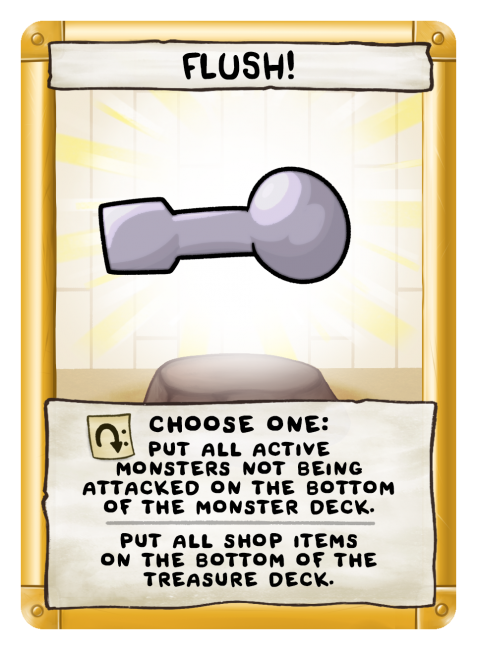 FLUSH!
CHOOSE ONE:
PUT ALL ACTIVE
MONSTERS NOT BEING
ATTACKED ON THE BOTTOM
OF THE MONSTER DECK.
PUT ALL SHOP ITEMS
ON THE BOTTOM OF THE
TREASURE DECK.